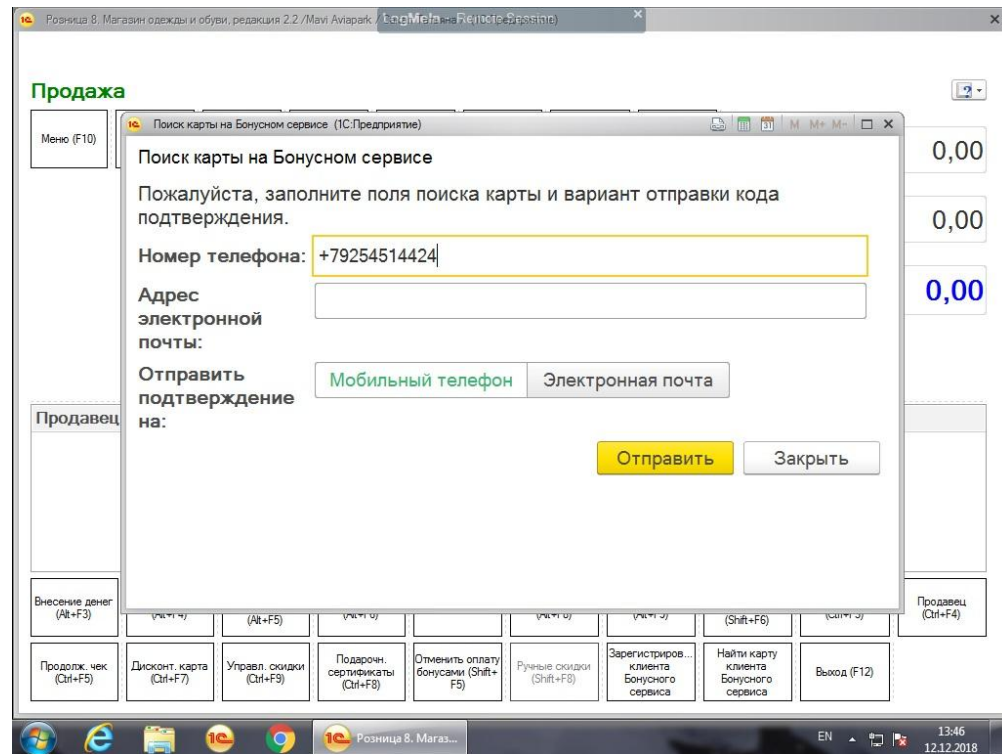 Розница 8. Магазин одежды и обуви, редакция 2.2 /Mavi Aviapark /
LogMeIn - Remote Session
Продажа
Меню (F10)
Поиск карты на Бонусном сервисе (1С:Предприятие)
M M+ M-
Поиск карты на Бонусном сервисе
Пожалуйста, заполните поля поиска карты и вариант отправки кода
подтверждения.
Номер телефона: +79254514424
Адрес
электронной
почты:
Отправить
подтверждение
на:
Мобильный телефон Электронная почта
Отправить Закрыть
0,00
0,00
0,00
Продавец
Внесение денег
(Alt+F3)
(Alt+F5)
(Shift+F6)
Продавец
(Ctrl+F4)
Продолж. чек
(Ctrl+F5)
Дисконт. карта
(Ctrl+F7)
Управл. скидки
(Ctrl+F9)
Подарочн.
сертификаты
(Ctrl+F8)
Отменить оплату
бонусами (Shift+
F5)
Ручные скидки
(Shift+F8)
Зарегистриров...
клиента
Бонусного
сервиса
Найти карту
клиента
Бонусного
сервиса
Выход (F12)
Розница 8. Магаз...
EN
13:46
12.12.2018